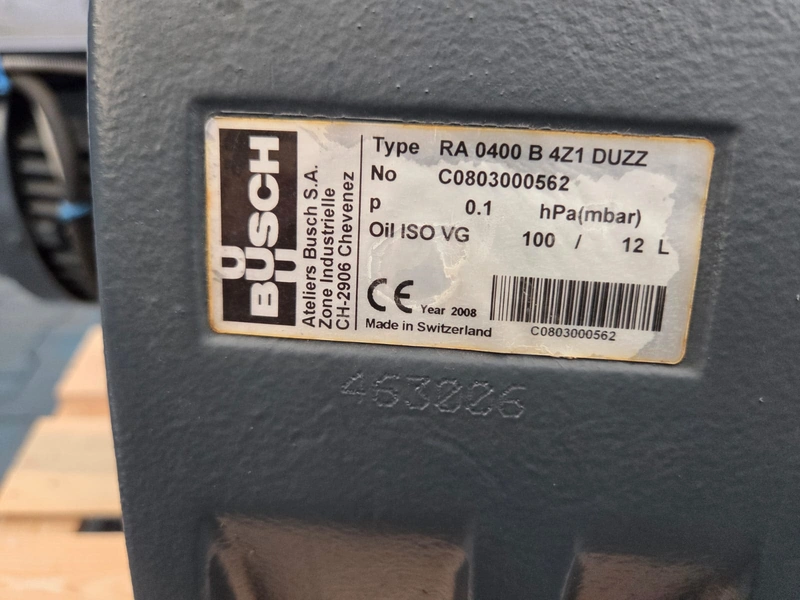 BUSCH
Ateliers Busch S.A.
Zone Industrielle
CH-2906 Chevenez
Type RA 0400 B 4Z1 DUZZ
No C0803000562
p 0.1 hPa(mbar)
Oil ISO VG 100 / 12 L
CE Year 2008
Made in Switzerland
C0803000562
463226